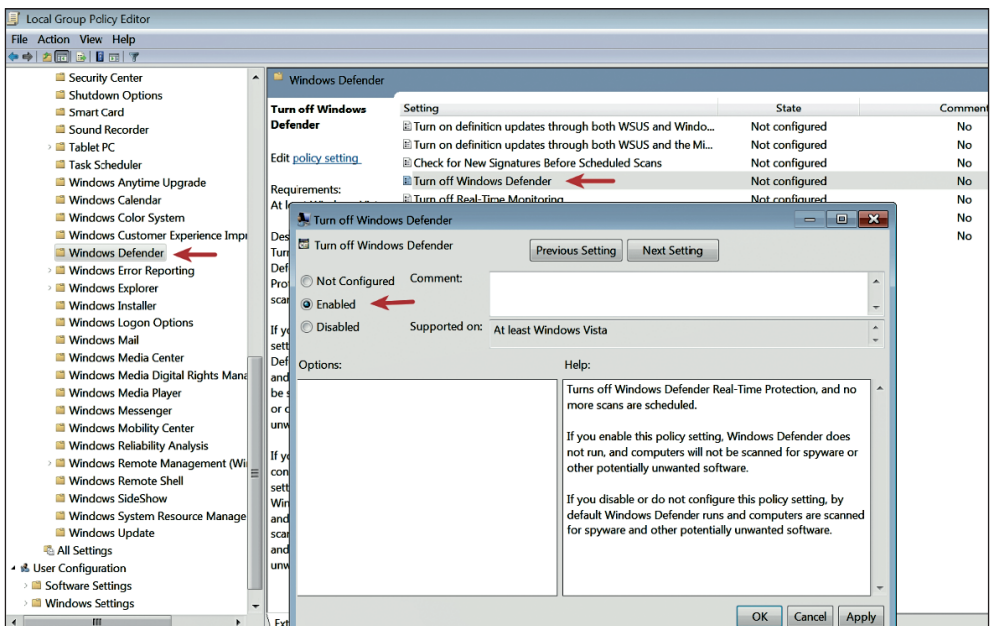 Local Group Policy Editor
File Action View Help
Security Center
Shutdown Options
Smart Card
Sound Recorder
Tablet PC
Task Scheduler
Windows Anytime Upgrade
Windows Calendar
Windows Color System
Windows Customer Experience Impr
Windows Defender
Windows Error Reporting
Windows Explorer
Windows Installer
Windows Logon Options
Windows Mail
Windows Media Center
Windows Media Digital Rights Mana
Windows Media Player
Windows Messenger
Windows Mobility Center
Windows Reliability Analysis
Windows Remote Management (Wi
Windows Remote Shell
Windows SideShow
Windows System Resource Manage
Windows Update
All Settings
User Configuration
Software Settings
Windows Settings
Windows Defender
Turn off Windows
Defender
Edit policy setting
Requirements:
Setting State Comment
Turn on definition updates through both WSUS and Windo... Not configured No
Turn on definition updates through both WSUS and the Mi... Not configured No
Check for New Signatures Before Scheduled Scans Not configured No
Turn off Windows Defender Not configured No
Turn off Real-Time Monitoring Not configured No
No
No
Turn off Windows Defender
Turn off Windows Defender
Previous Setting Next Setting
Not Configured Comment:
Enabled
Disabled Supported on: At least Windows Vista
Options: Help:
Turns off Windows Defender Real-Time Protection, and no
more scans are scheduled.
If you enable this policy setting, Windows Defender does
not run, and computers will not be scanned for spyware or
other potentially unwanted software.
If you disable or do not configure this policy setting, by
default Windows Defender runs and computers are scanned
for spyware and other potentially unwanted software.
OK Cancel Apply